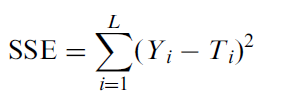 SSE = \sum_{i=1}^{L} (Y_i − T_i)^2